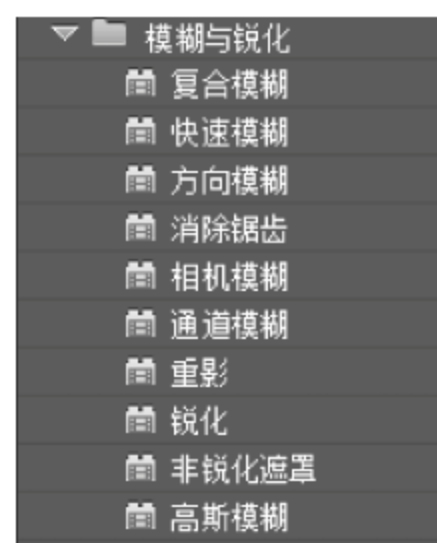 模糊与锐化
复合模糊
快速模糊
方向模糊
消除锯齿
相机模糊
通道模糊
重影
锐化
非锐化遮罩
高斯模糊